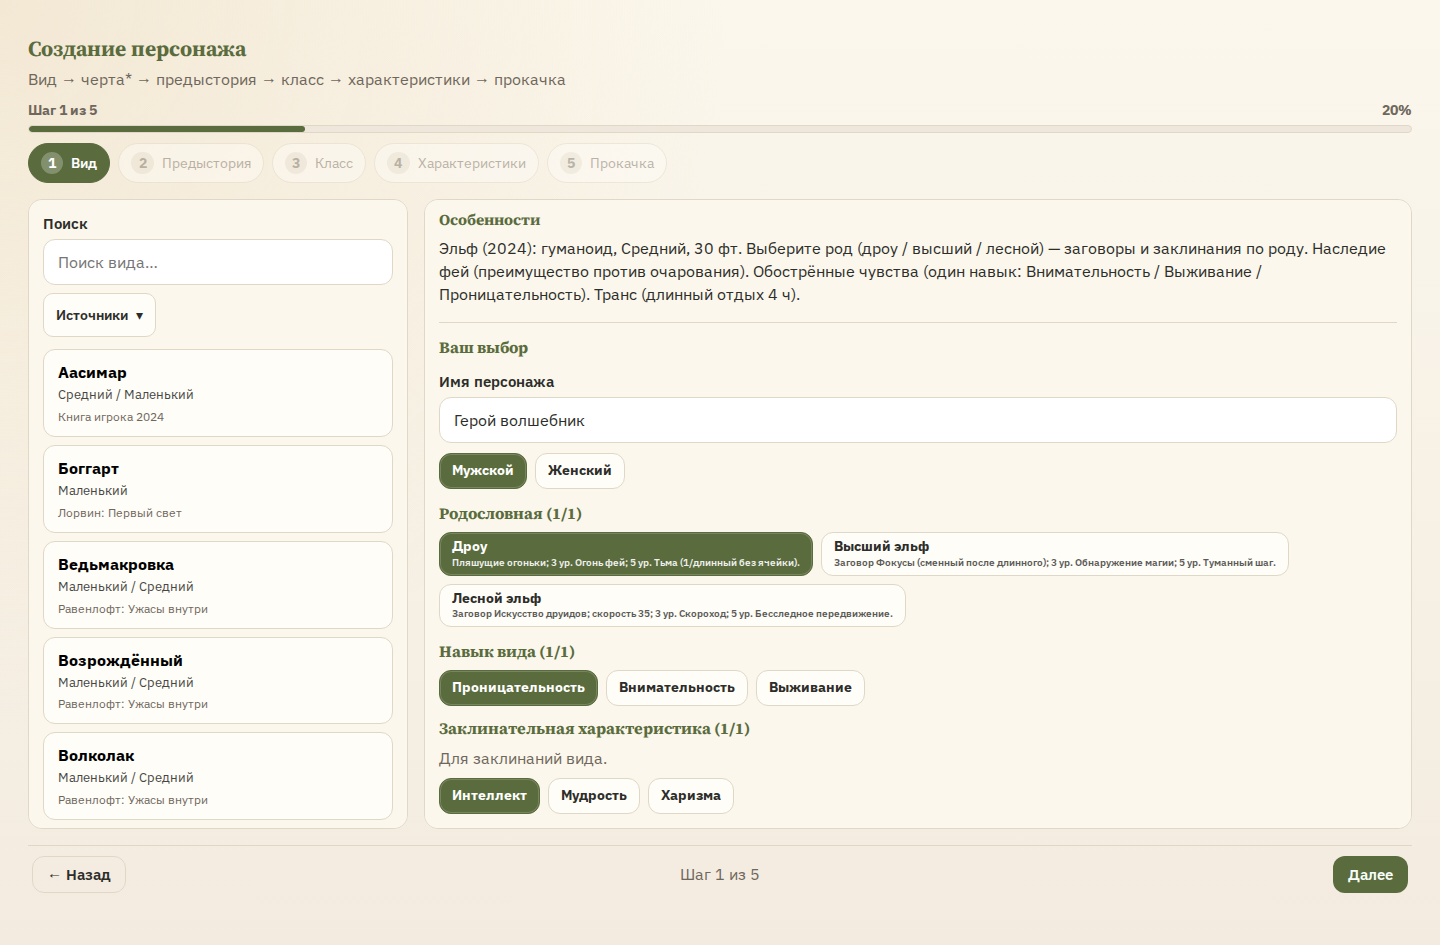 Создание персонажа
Вид → черта* → предыстория → класс → характеристики → прокачка
Шаг 1 из 5
20%
1 Вид
2 Предыстория
3 Класс
4 Характеристики
5 Прокачка
Поиск
Поиск вида...
Источники ▾
Аасимар
Средний / Маленький
Книга игрока 2024
Боггарт
Маленький
Лорвин: Первый свет
Ведьмакровка
Маленький / Средний
Равенлофт: Ужасы внутри
Возрождённый
Маленький / Средний
Равенлофт: Ужасы внутри
Волколак
Маленький / Средний
Равенлофт: Ужасы внутри
Особенности
Эльф (2024): гуманоид, Средний, 30 фт. Выберите род (дроу / высший / лесной) — заговоры и заклинания по роду. Наследие
фей (преимущество против очарования). Обострённые чувства (один навык: Внимательность / Выживание /
Проницательность). Транс (длинный отдых 4 ч).
Ваш выбор
Имя персонажа
Герой волшебник
Мужской
Женский
Родословная (1/1)
Дроу
Пляшущие огоньки; 3 ур. Огонь фей; 5 ур. Тьма (1/длинный без ячейки).
Высший эльф
Заговор Фокусы (сменный после длинного); 3 ур. Обнаружение магии; 5 ур. Туманный шаг.
Лесной эльф
Заговор Искусство друидов; скорость 35; 3 ур. Скороход; 5 ур. Бесследное передвижение.
Навык вида (1/1)
Проницательность
Внимательность
Выживание
Заклинательная характеристика (1/1)
Для заклинаний вида.
Интеллект
Мудрость
Харизма
← Назад
Шаг 1 из 5
Далее